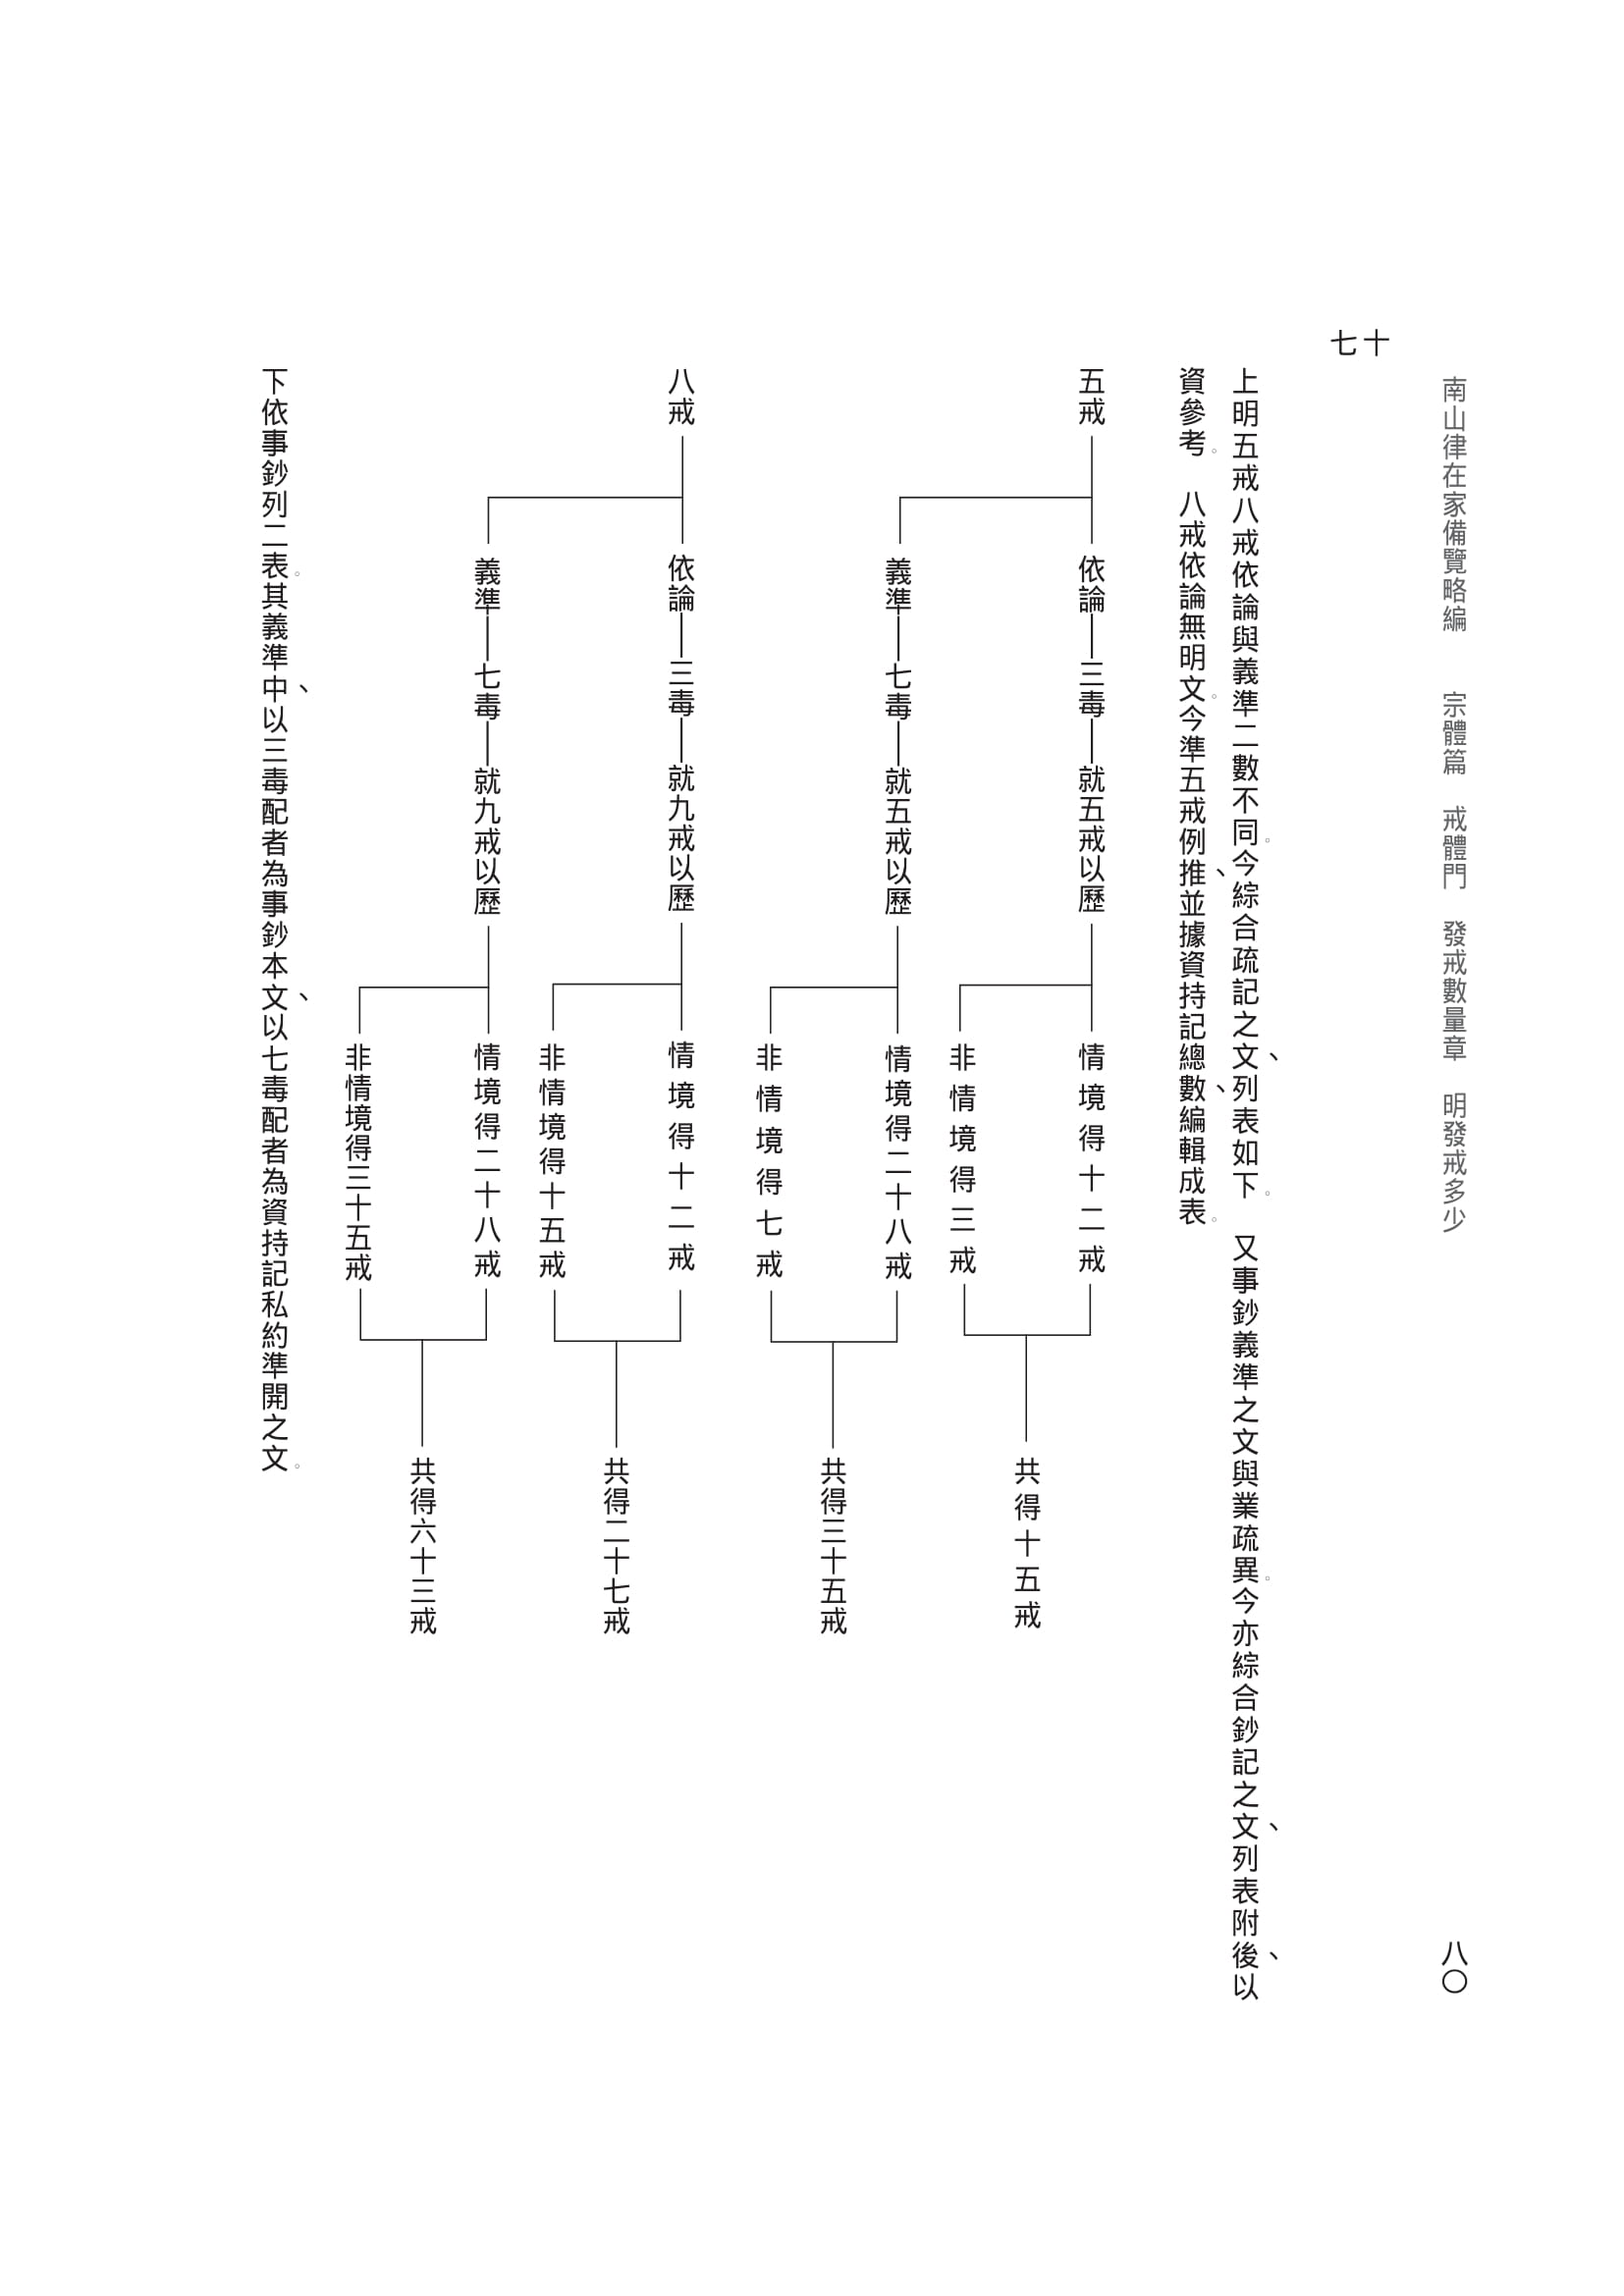 南山律在家備覽略編　　宗體篇　戒體門　發戒數量章　明發戒多少
八〇
十七
上明五戒八戒依論與義準二數不同。今綜合疏記之文、列表如下。　又事鈔義準之文與業疏異。今亦綜合鈔記之文、列表附後、以
資參考。　八戒依論無明文。今準五戒例推、並據資持記總數、編輯成表。
五戒
依論——三毒——就五戒以歷
情境得十二戒
非情境得三戒
共得十五戒
義準——七毒——就五戒以歷
情境得二十八戒
非情境得七戒
共得三十五戒
八戒
依論——三毒——就九戒以歷
情境得十二戒
非情境得十五戒
共得二十七戒
義準——七毒——就九戒以歷
情境得二十八戒
非情境得三十五戒
共得六十三戒
下依事鈔列二表。其義準中、以三毒配者為事鈔本文、以七毒配者為資持記私約準開之文。